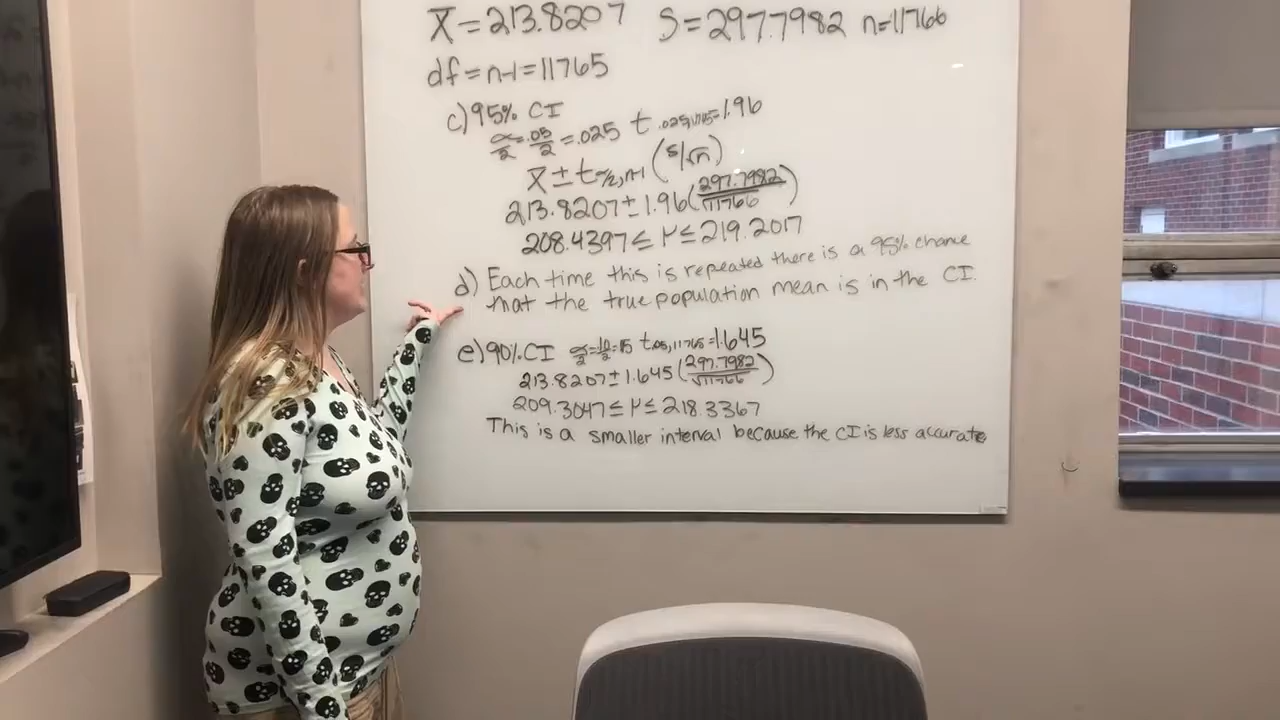 X̄ = 213.8207 S = 297.7982 n=11766
df = n-1 = 11765
c) 95% CI
α/2 = .05/2 = .025 t .025,11765 = 1.96
X̄ ± t α/2, n-1 (s/√n)
213.8207 ± 1.96 (297.7982/√11766)
208.4397 ≤ μ ≤ 219.2017
d) Each time this is repeated there is a 95% chance
that the true population mean is in the CI.
e) 90% CI α/2 = .10/2 = .05 t.05, 11765 = 1.645
213.8207 ± 1.645 (297.7982/√11766)
209.3047 ≤ μ ≤ 218.3367
This is a smaller interval because the CI is less accurate